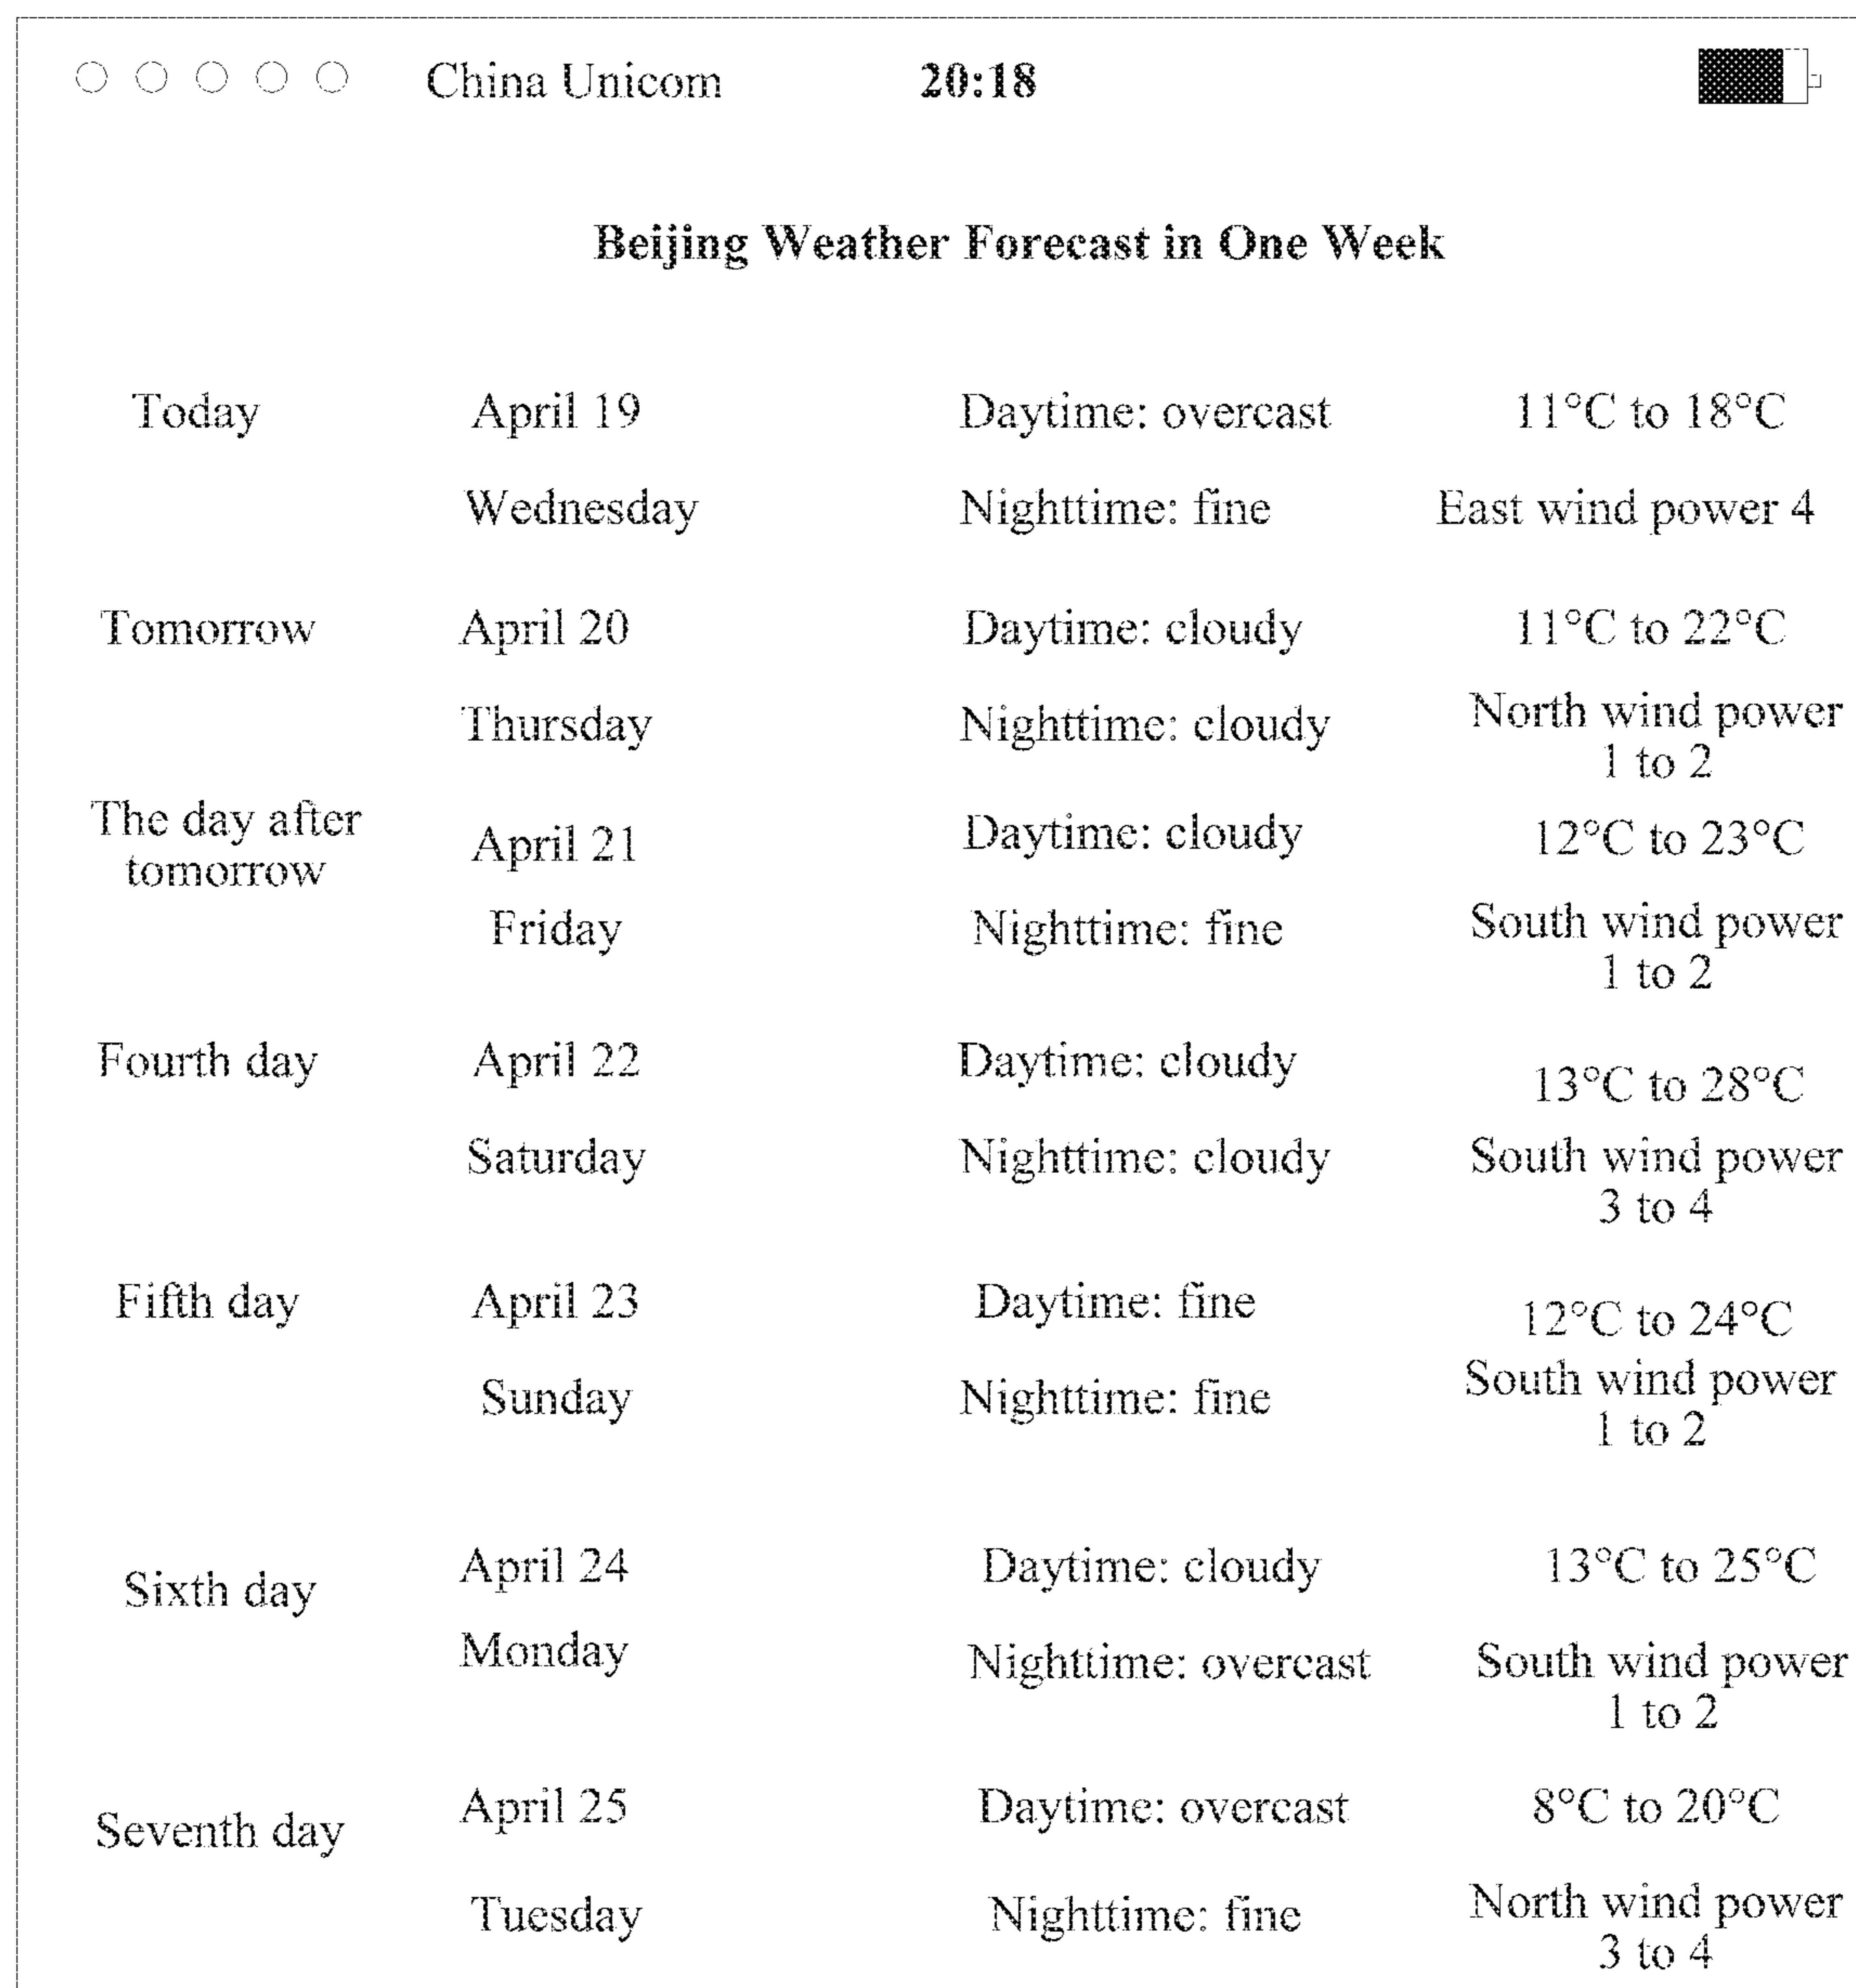 China Unicom 20:18
Beijing Weather Forecast in One Week
Today April 19 Daytime: overcast 11°C to 18°C
Wednesday Nighttime: fine East wind power 4
Tomorrow April 20 Daytime: cloudy 11°C to 22°C
Thursday Nighttime: cloudy North wind power
1 to 2
The day after
tomorrow April 21 Daytime: cloudy 12°C to 23°C
Friday Nighttime: fine South wind power
1 to 2
Fourth day April 22 Daytime: cloudy 13°C to 28°C
Saturday Nighttime: cloudy South wind power
3 to 4
Fifth day April 23 Daytime: fine 12°C to 24°C
Sunday Nighttime: fine South wind power
1 to 2
Sixth day April 24 Daytime: cloudy 13°C to 25°C
Monday Nighttime: overcast South wind power
1 to 2
Seventh day April 25 Daytime: overcast 8°C to 20°C
Tuesday Nighttime: fine North wind power
3 to 4